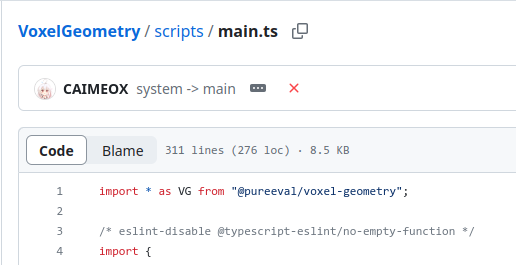 VoxelGeometry / scripts / main.ts
CAIMEOX system -> main
Code Blame 311 lines (276 loc) · 8.5 KB
1 import * as VG from "@pureeval/voxel-geometry";
2
3 /* eslint-disable @typescript-eslint/no-empty-function */
4 import {